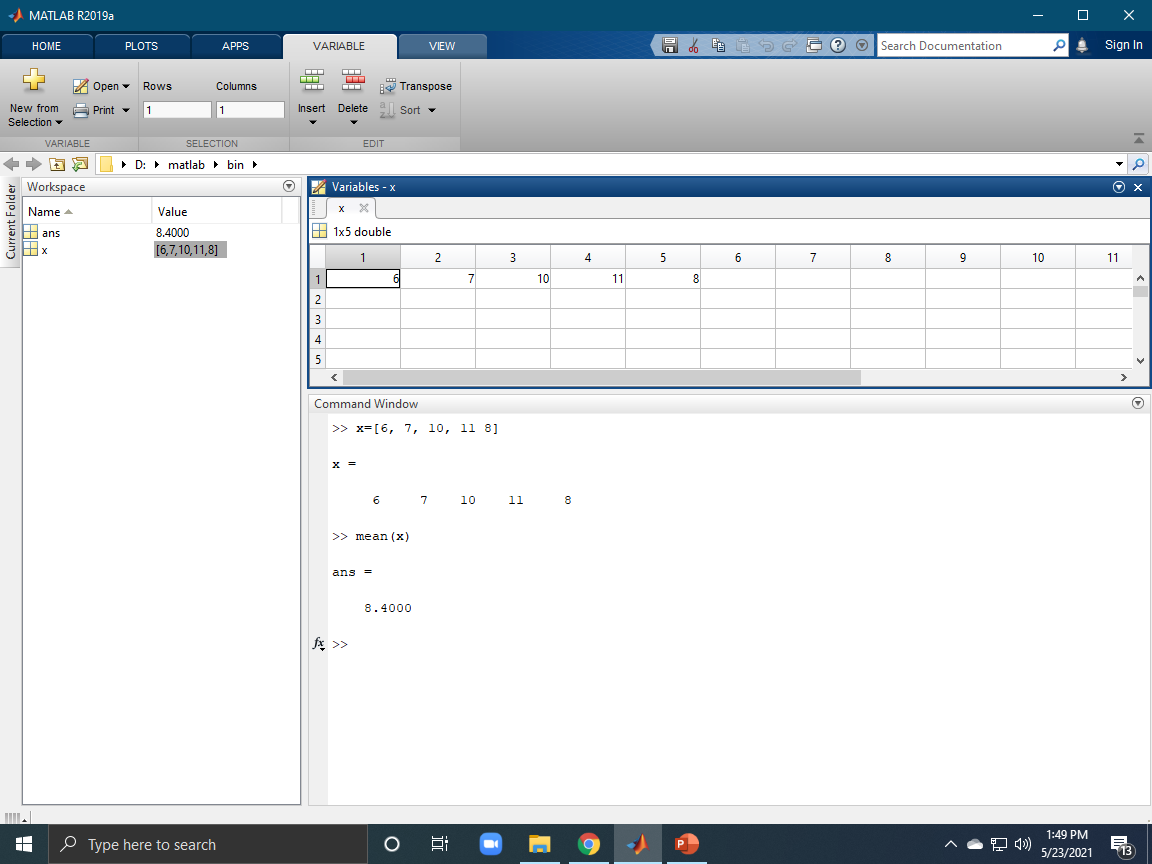 MATLAB R2019a
HOME PLOTS APPS VARIABLE VIEW
Search Documentation
Sign In
New from
Selection
Open
Print
Rows Columns
1 1
Insert
Delete
Transpose
Sort
VARIABLE SELECTION EDIT
D: matlab bin
Current Folder
Workspace
Name Value
ans 8.4000
x [6,7,10,11,8]
Variables - x
x
1x5 double
1 2 3 4 5 6 7 8 9 10 11
1 6 7 10 11 8
2
3
4
5
Command Window
>> x=[6, 7, 10, 11 8]
x =
6 7 10 11 8
>> mean(x)
ans =
8.4000
fx >>
Type here to search
1:49 PM
5/23/2021
13